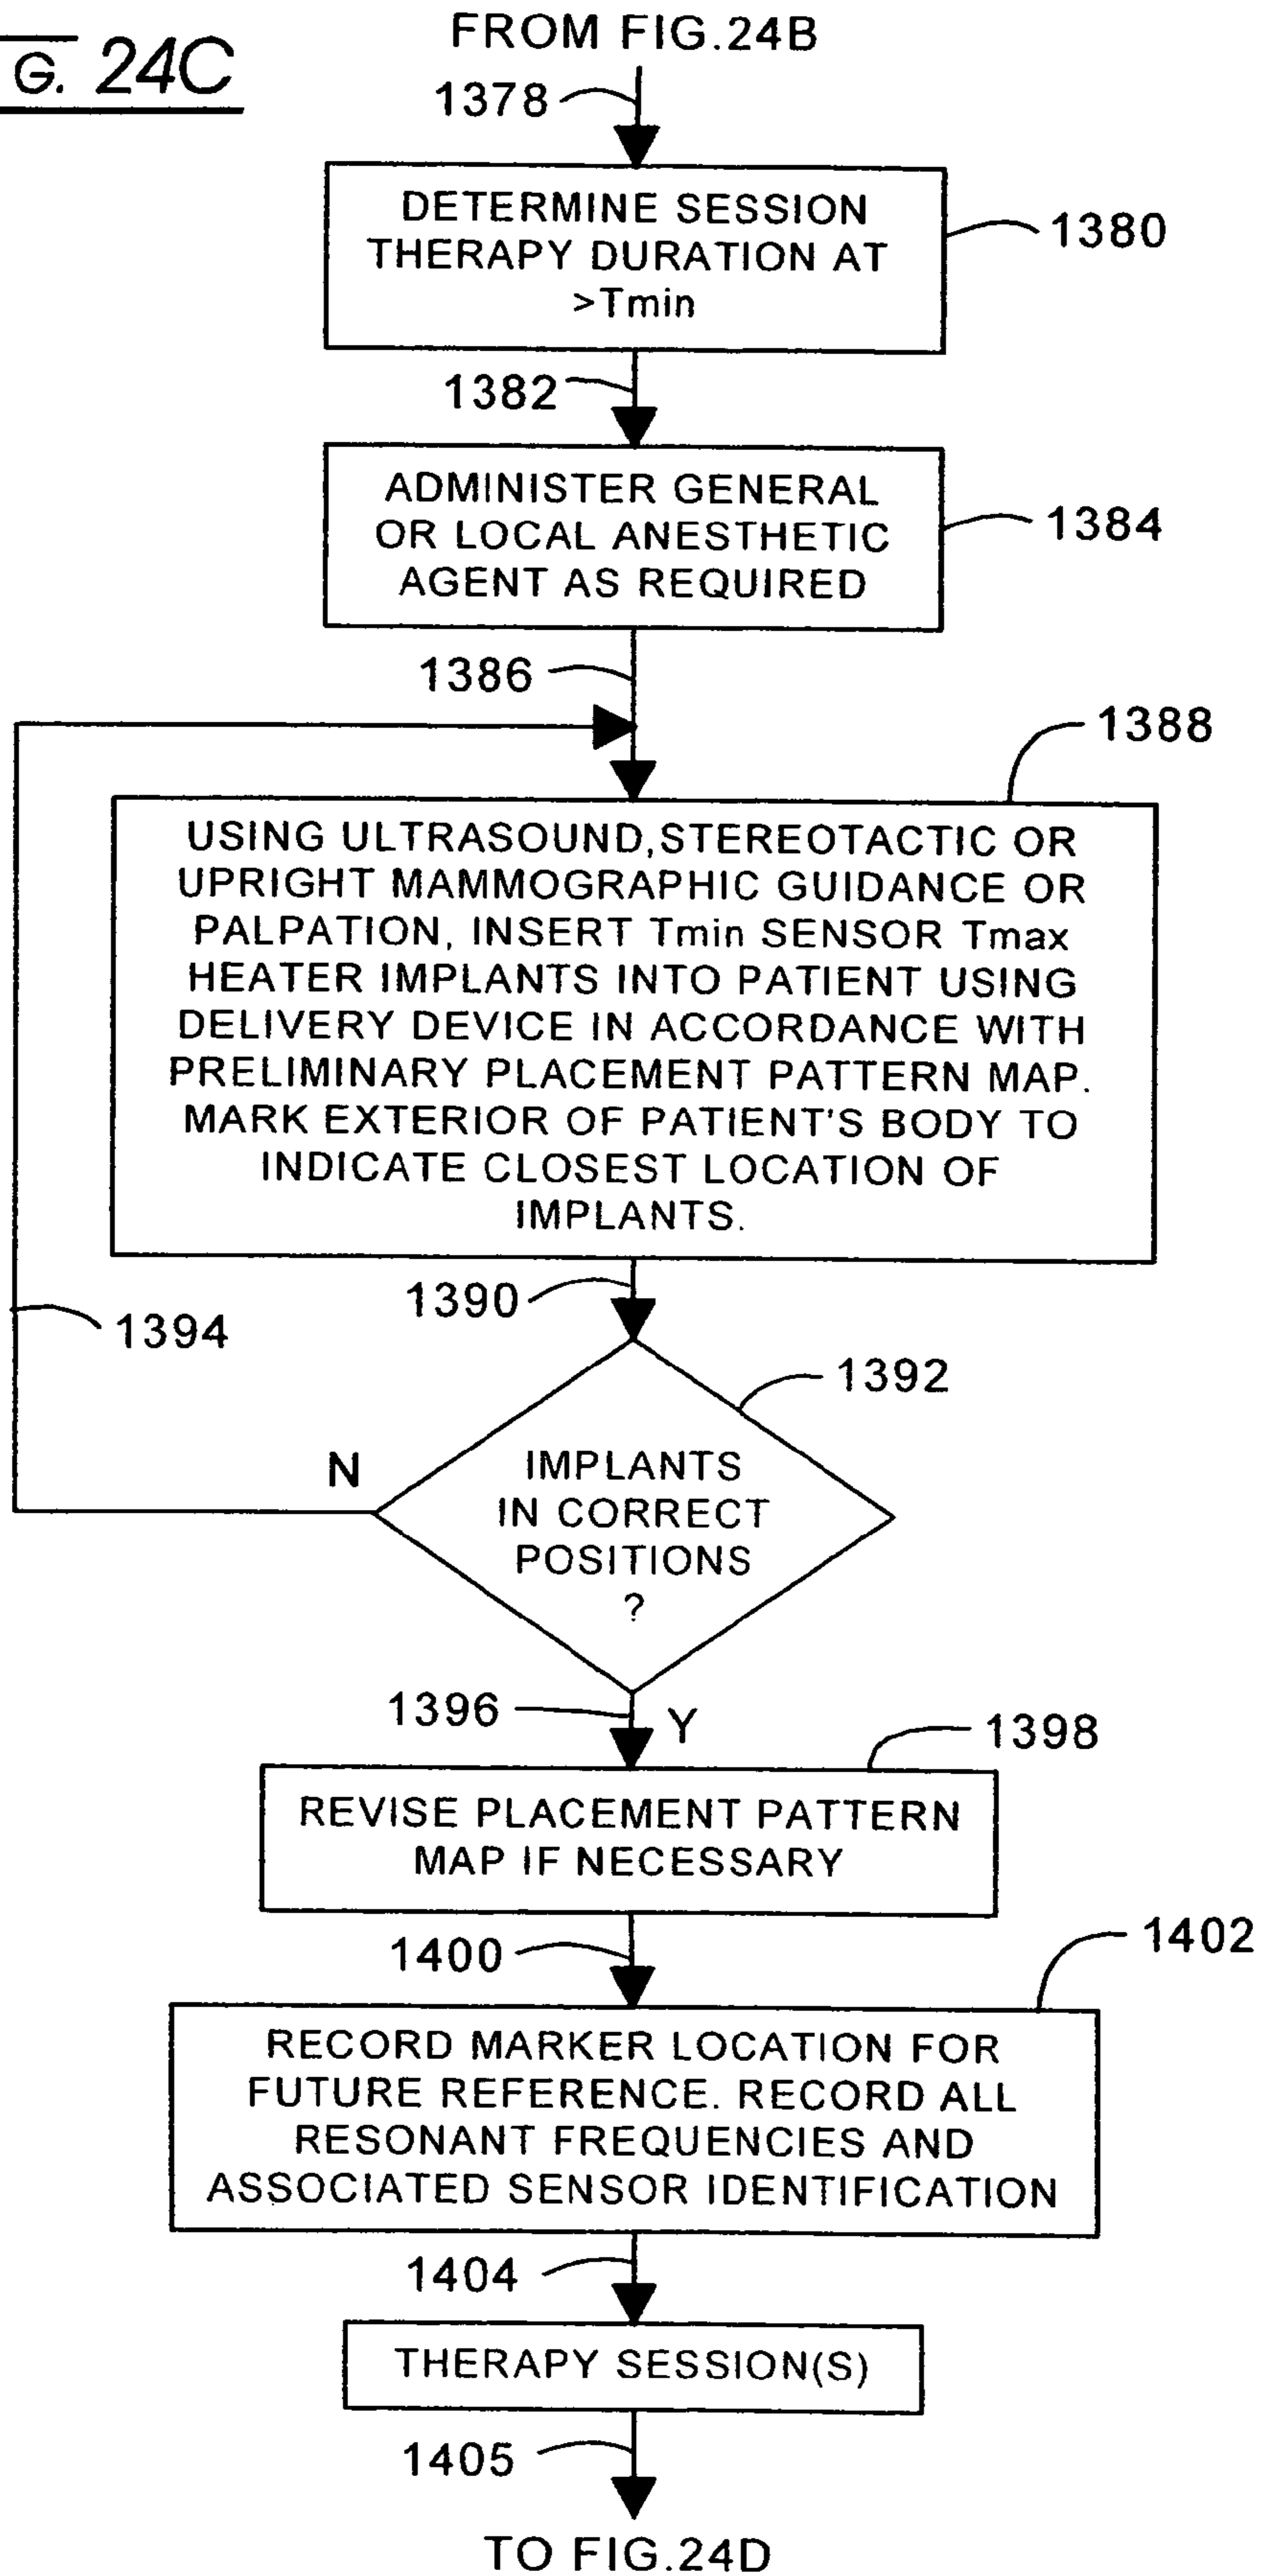 G. 24C
FROM FIG.24B
1378
DETERMINE SESSION
THERAPY DURATION AT
>Tmin
1380
1382
ADMINISTER GENERAL
OR LOCAL ANESTHETIC
AGENT AS REQUIRED
1384
1386
1388
USING ULTRASOUND,STEREOTACTIC OR
UPRIGHT MAMMOGRAPHIC GUIDANCE OR
PALPATION, INSERT Tmin SENSOR Tmax
HEATER IMPLANTS INTO PATIENT USING
DELIVERY DEVICE IN ACCORDANCE WITH
PRELIMINARY PLACEMENT PATTERN MAP.
MARK EXTERIOR OF PATIENT'S BODY TO
INDICATE CLOSEST LOCATION OF
IMPLANTS.
1390
1394
1392
N
IMPLANTS
IN CORRECT
POSITIONS
?
1396
Y
1398
REVISE PLACEMENT PATTERN
MAP IF NECESSARY
1400
1402
RECORD MARKER LOCATION FOR
FUTURE REFERENCE. RECORD ALL
RESONANT FREQUENCIES AND
ASSOCIATED SENSOR IDENTIFICATION
1404
THERAPY SESSION(S)
1405
TO FIG.24D